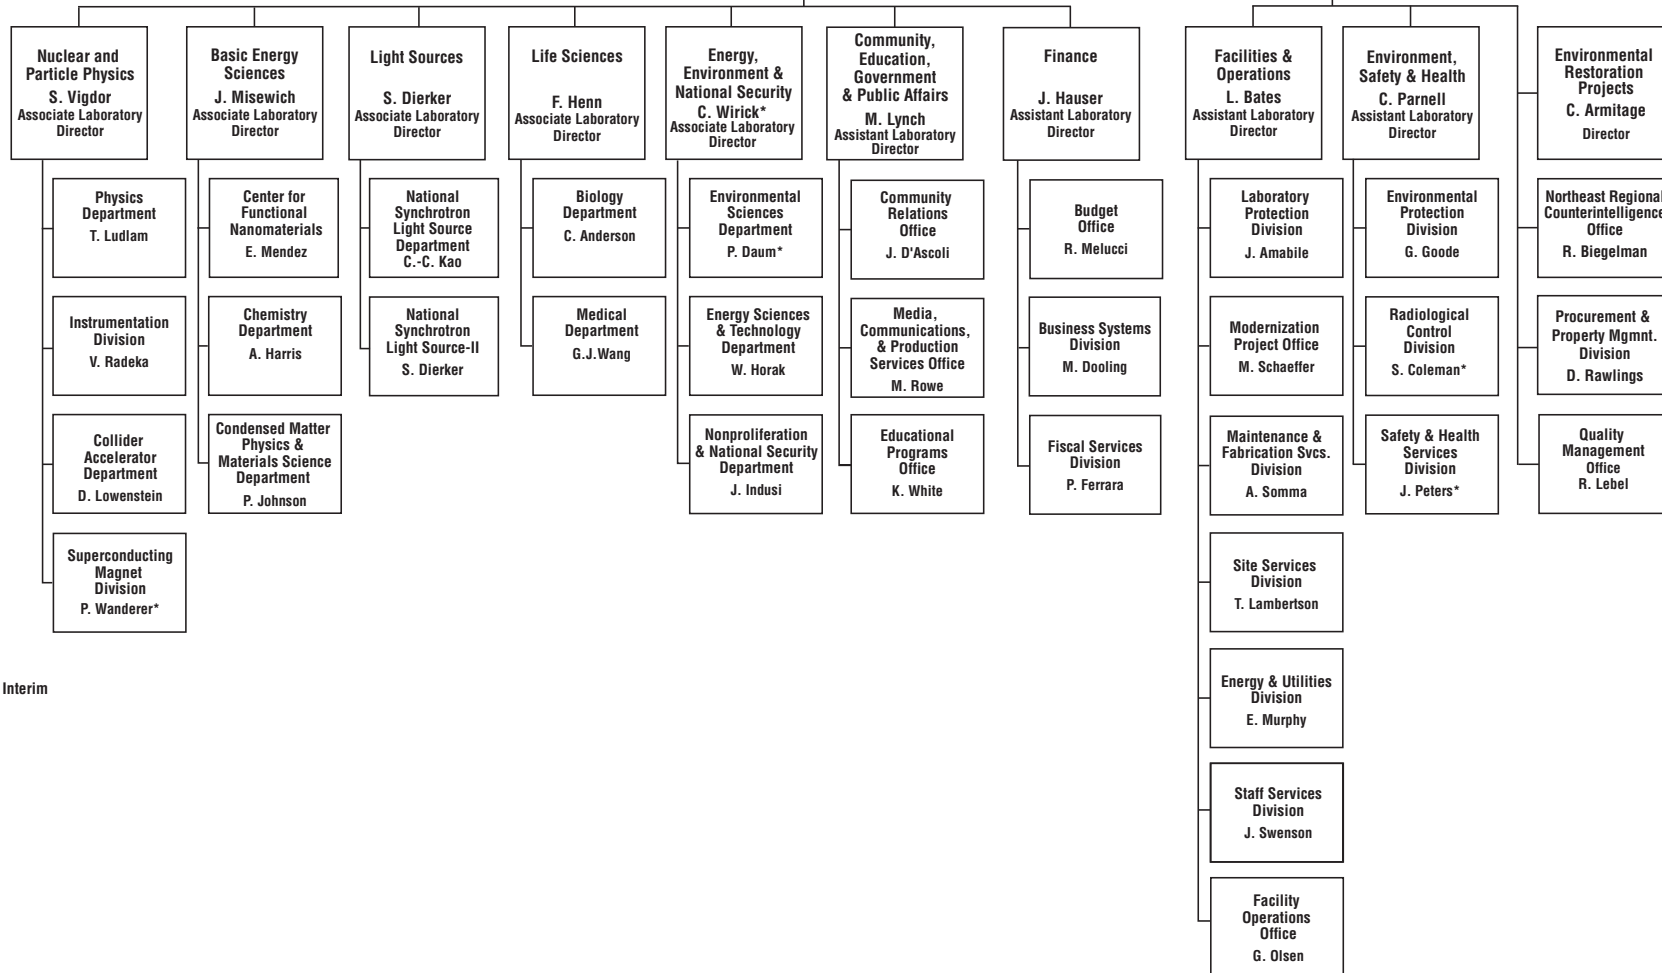 Nuclear and
Particle Physics
S. Vigdor
Associate Laboratory
Director
Physics
Department
T. Ludlam
Instrumentation
Division
V. Radeka
Collider
Accelerator
Department
D. Lowenstein
Superconducting
Magnet
Division
P. Wanderer*
Basic Energy
Sciences
J. Misewich
Associate Laboratory
Director
Center for
Functional
Nanomaterials
E. Mendez
Chemistry
Department
A. Harris
Condensed Matter
Physics &
Materials Science
Department
P. Johnson
Light Sources
S. Dierker
Associate Laboratory
Director
National
Synchrotron
Light Source
Department
C.-C. Kao
National
Synchrotron
Light Source-II
S. Dierker
Life Sciences
F. Henn
Associate Laboratory
Director
Biology
Department
C. Anderson
Medical
Department
G.J.Wang
Energy,
Environment &
National Security
C. Wirick*
Associate Laboratory
Director
Environmental
Sciences
Department
P. Daum*
Energy Sciences
& Technology
Department
W. Horak
Nonproliferation
& National Security
Department
J. Indusi
Community,
Education,
Government
& Public Affairs
M. Lynch
Assistant Laboratory
Director
Community
Relations
Office
J. D'Ascoli
Media,
Communications,
& Production
Services Office
M. Rowe
Educational
Programs
Office
K. White
Finance
J. Hauser
Assistant Laboratory
Director
Budget
Office
R. Melucci
Business Systems
Division
M. Dooling
Fiscal Services
Division
P. Ferrara
Facilities &
Operations
L. Bates
Assistant Laboratory
Director
Laboratory
Protection
Division
J. Amabile
Modernization
Project Office
M. Schaeffer
Maintenance &
Fabrication Svcs.
Division
A. Somma
Site Services
Division
T. Lambertson
Energy & Utilities
Division
E. Murphy
Staff Services
Division
J. Swenson
Facility
Operations
Office
G. Olsen
Environment,
Safety & Health
C. Parnell
Assistant Laboratory
Director
Environmental
Protection
Division
G. Goode
Radiological
Control
Division
S. Coleman*
Safety & Health
Services
Division
J. Peters*
Environmental
Restoration
Projects
C. Armitage
Director
Northeast Regional
Counterintelligence
Office
R. Biegelman
Procurement &
Property Mgmnt.
Division
D. Rawlings
Quality
Management
Office
R. Lebel
Interim